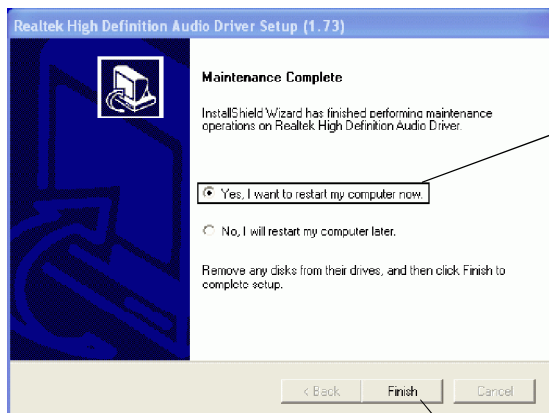 Realtek High Definition Audio Driver Setup (1.73)
Maintenance Complete
InstallShield Wizard has finished performing maintenance
operations on Realtek High Definition Audio Driver.
Yes, I want to restart my computer now.
No, I will restart my computer later.
Remove any disks from their drives, and then click Finish to
complete setup.
< Back
Finish
Cancel